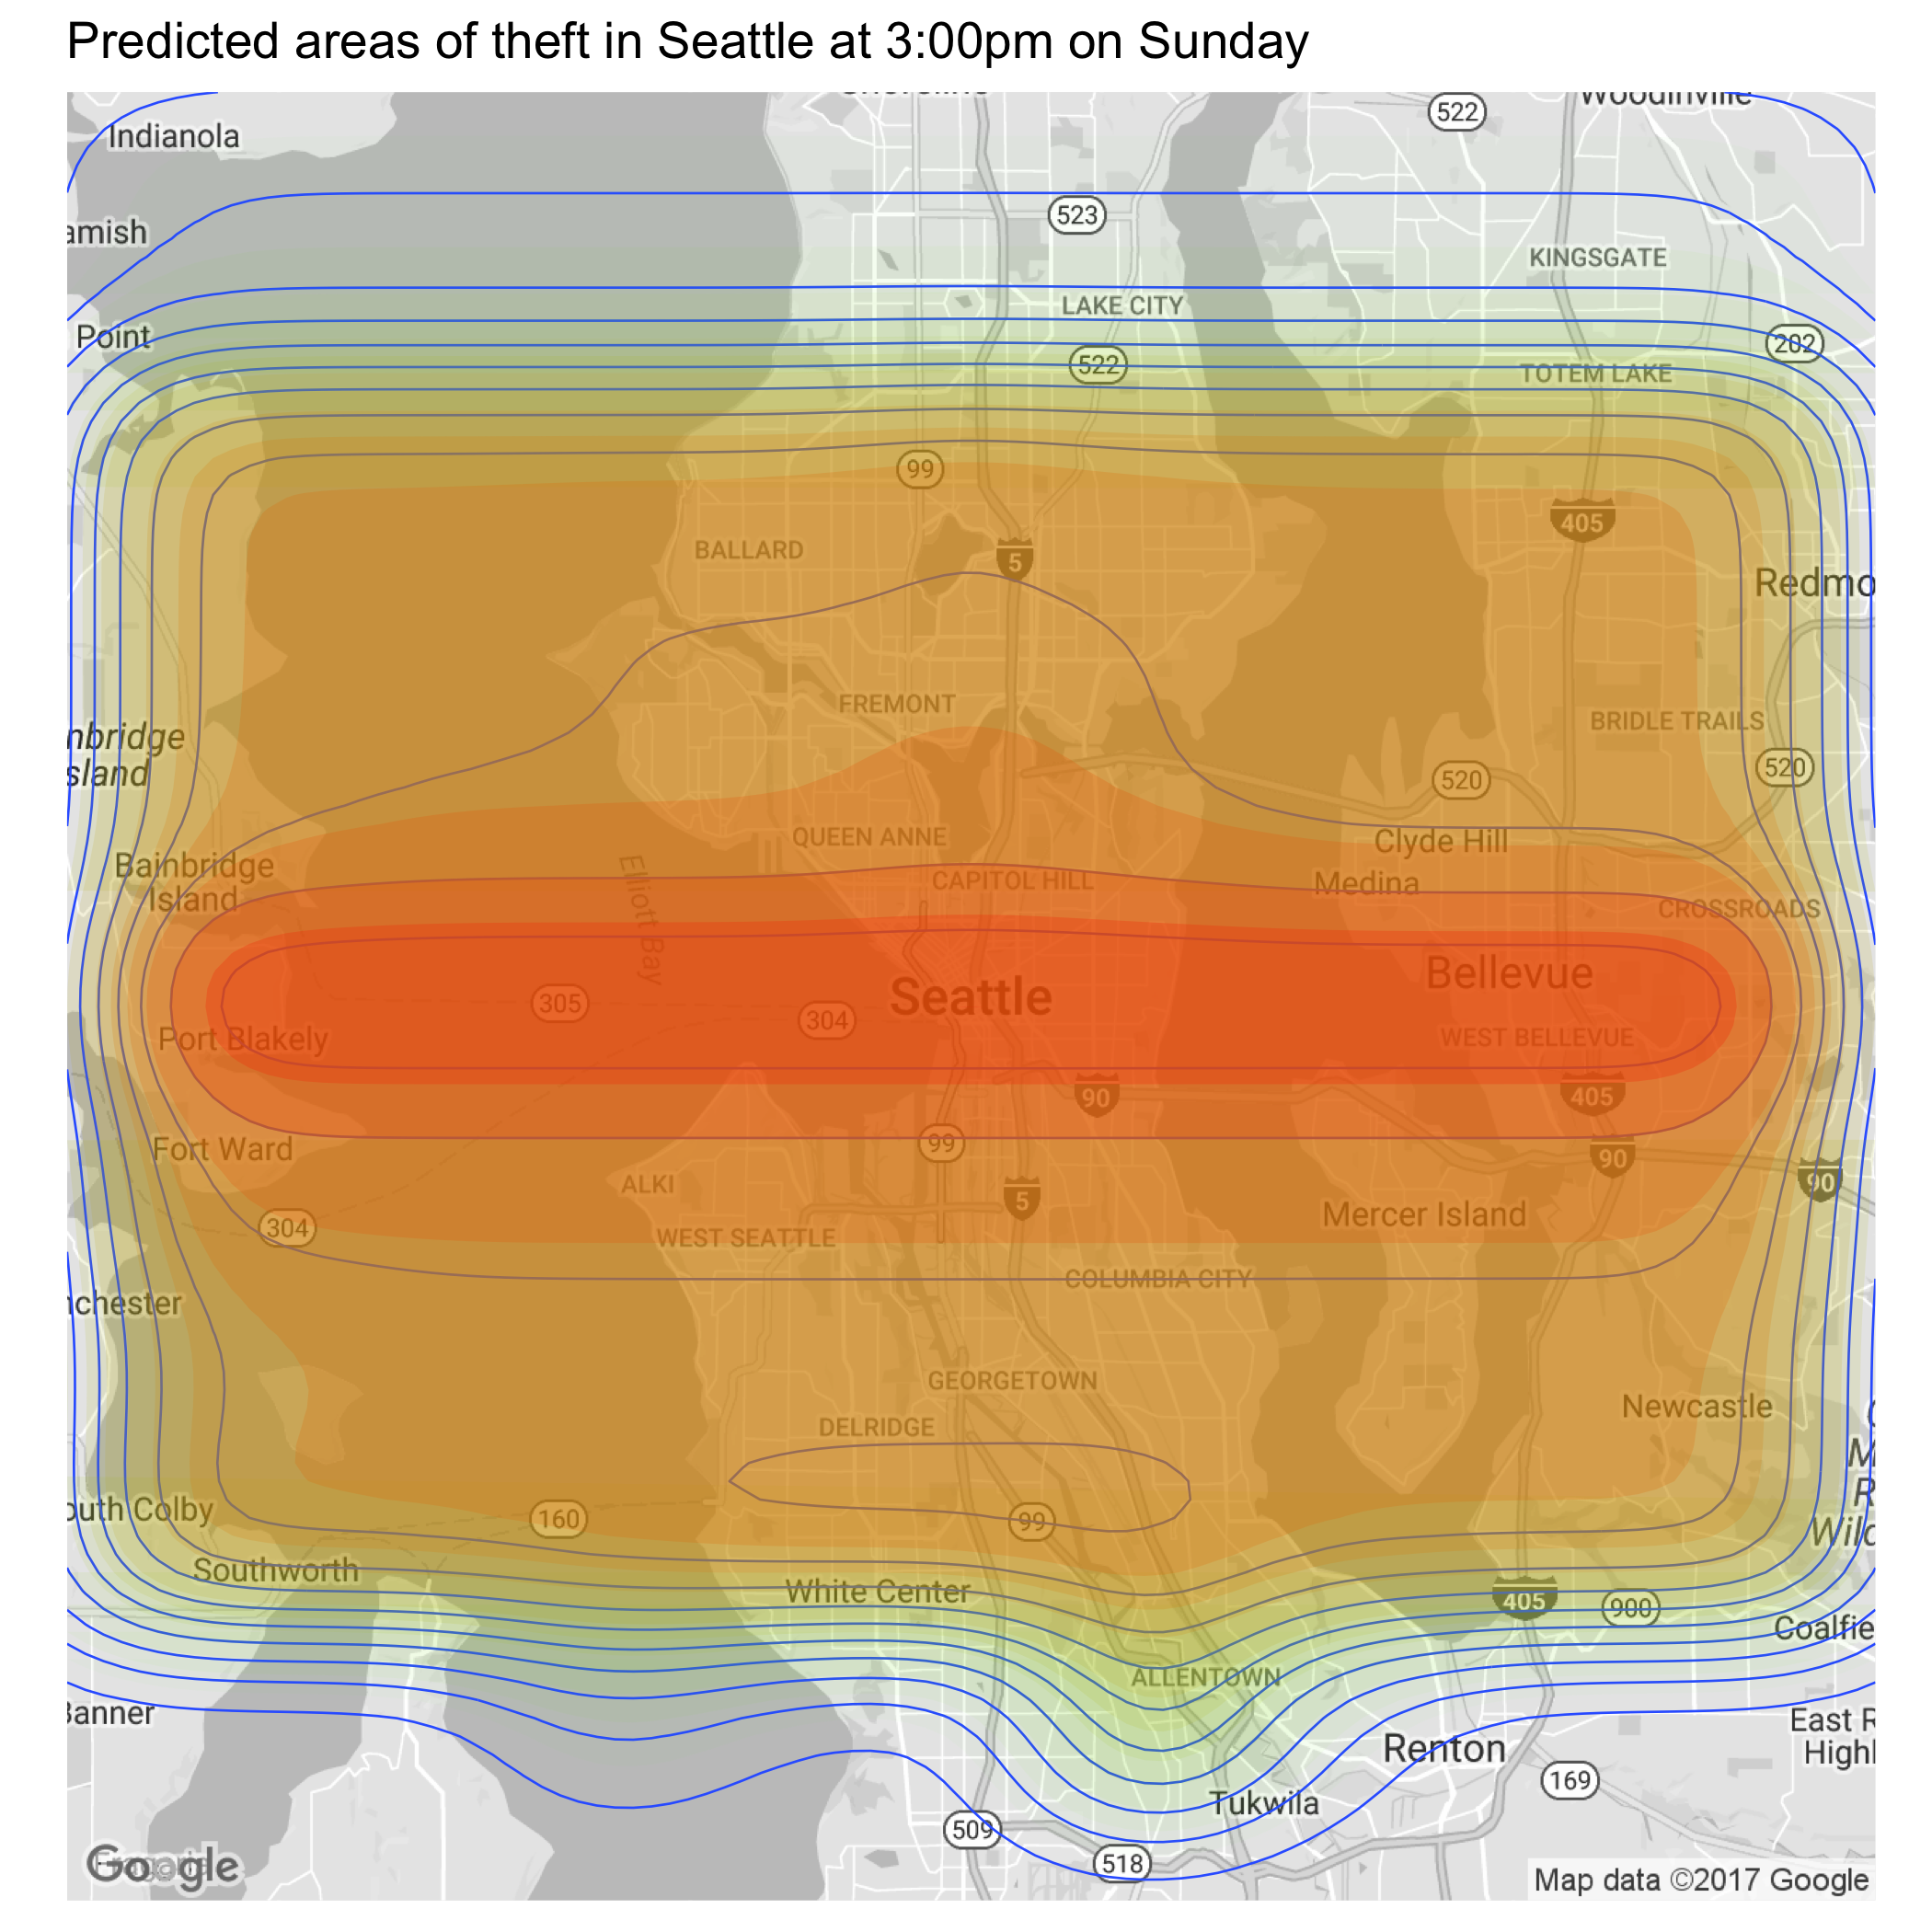 Predicted areas of theft in Seattle at 3:00pm on Sunday
Woodinville
522
Indianola
523
amish
KINGSGATE
LAKE CITY
Point
202
522
TOTEM LAKE
99
405
BALLARD
5
Redmo
FREMONT
BRIDLE TRAILS
nbridge
sland
520
520
QUEEN ANNE
Clyde Hill
Bainbridge
Island
Elliott Bay
CAPITOL HILL
Medina
CROSSROADS
Bellevue
Seattle
305
304
Port Blakely
WEST BELLEVUE
90
405
99
Fort Ward
90
ALKI
5
90
304
WEST SEATTLE
Mercer Island
COLUMBIA CITY
nchester
GEORGETOWN
Newcastle
DELRIDGE
M
R
Wild
outh Colby
160
99
Southworth
White Center
405
900
Coalfie
ALLENTOWN
Banner
East R
Highl
Renton
169
Tukwila
509
518
Google
Map data ©2017 Google